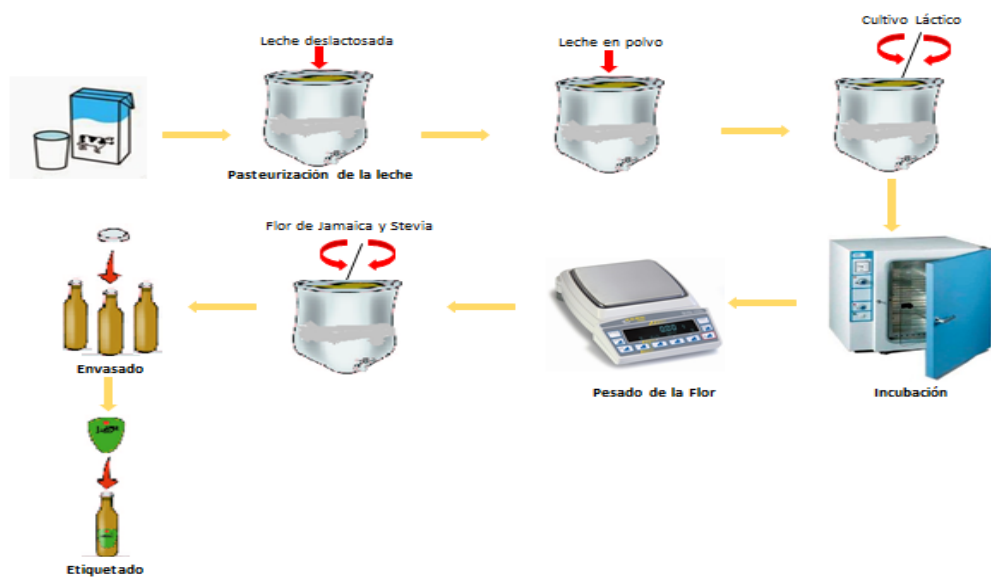 Leche deslactosada
Leche en polvo
Cultivo Láctico
Pasteurización de la leche
Flor de Jamaica y Stevia
Envasado
Pesado de la Flor
Incubación
Etiquetado